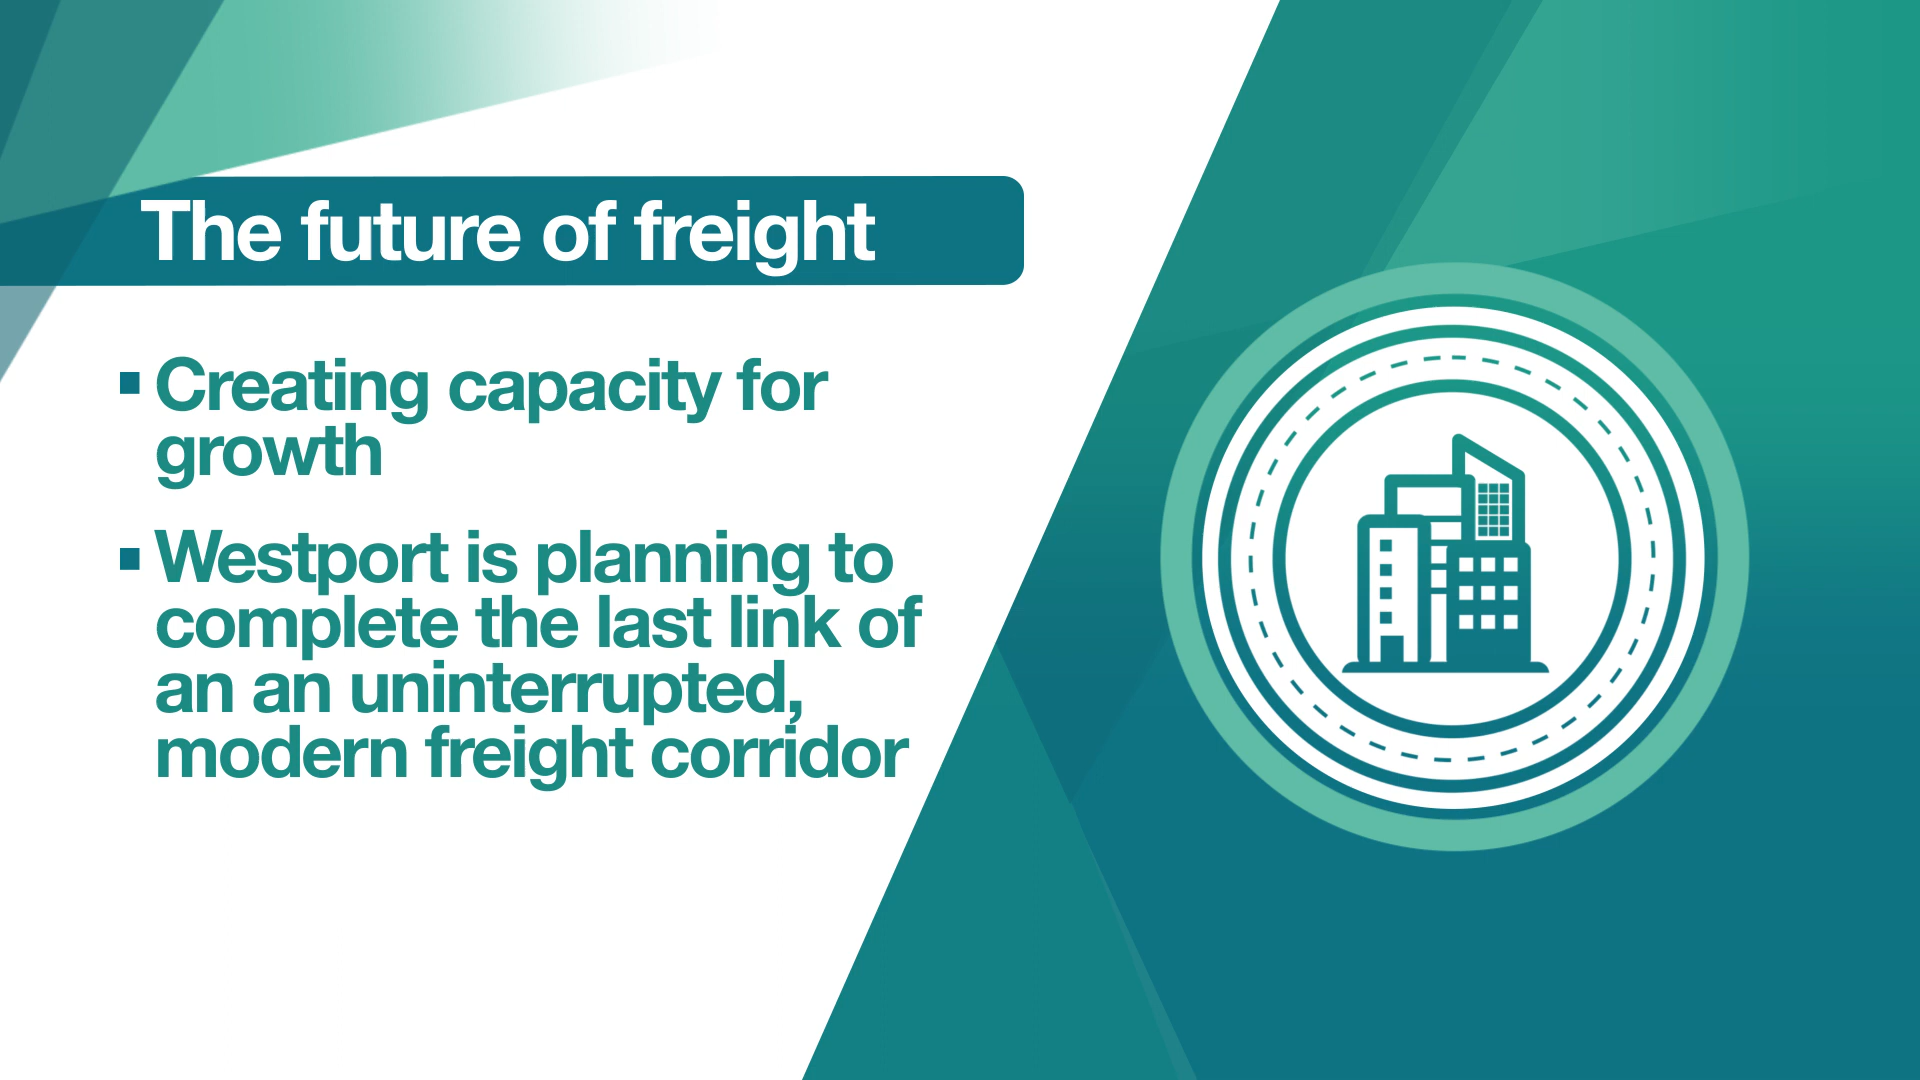 The future of freight
▪ Creating capacity for
growth
▪ Westport is planning to
complete the last link of
an an uninterrupted,
modern freight corridor